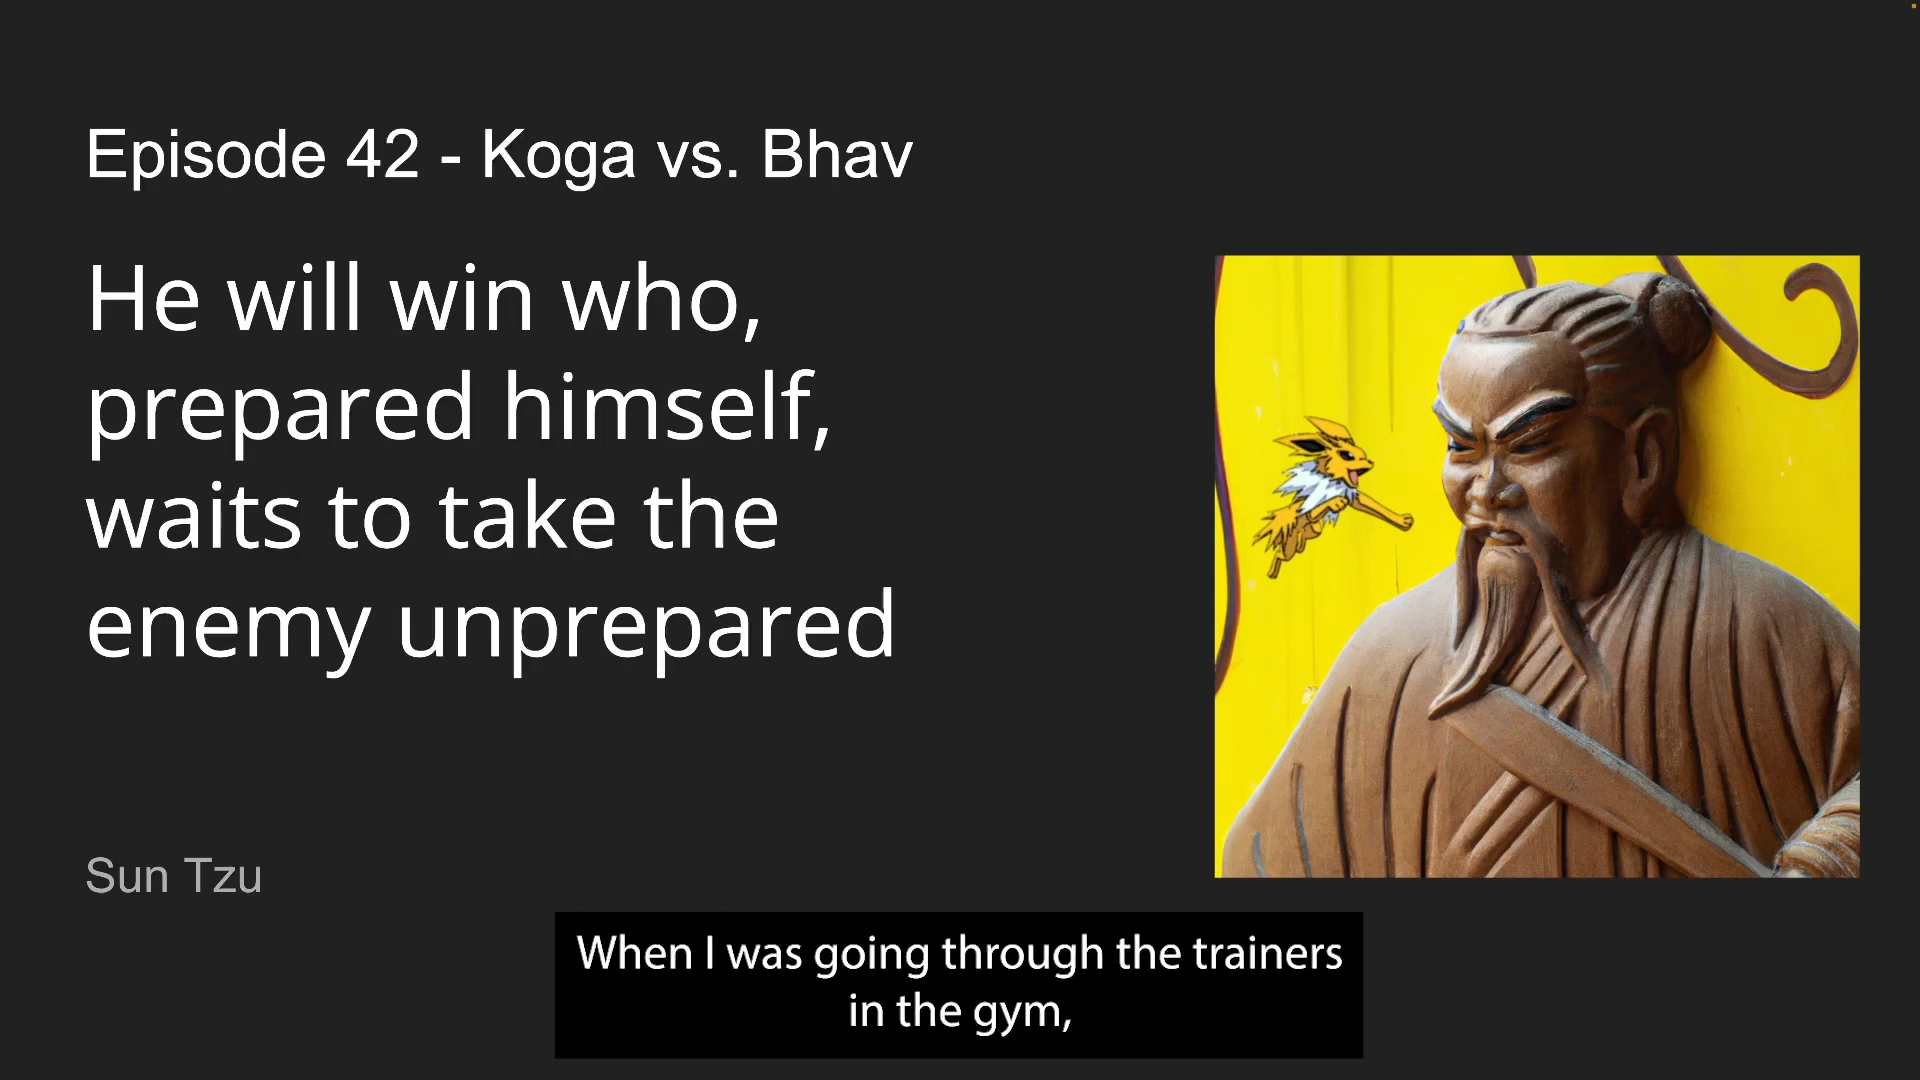 Episode 42 - Koga vs. Bhav
He will win who,
prepared himself,
waits to take the
enemy unprepared
Sun Tzu
When I was going through the trainers
in the gym,